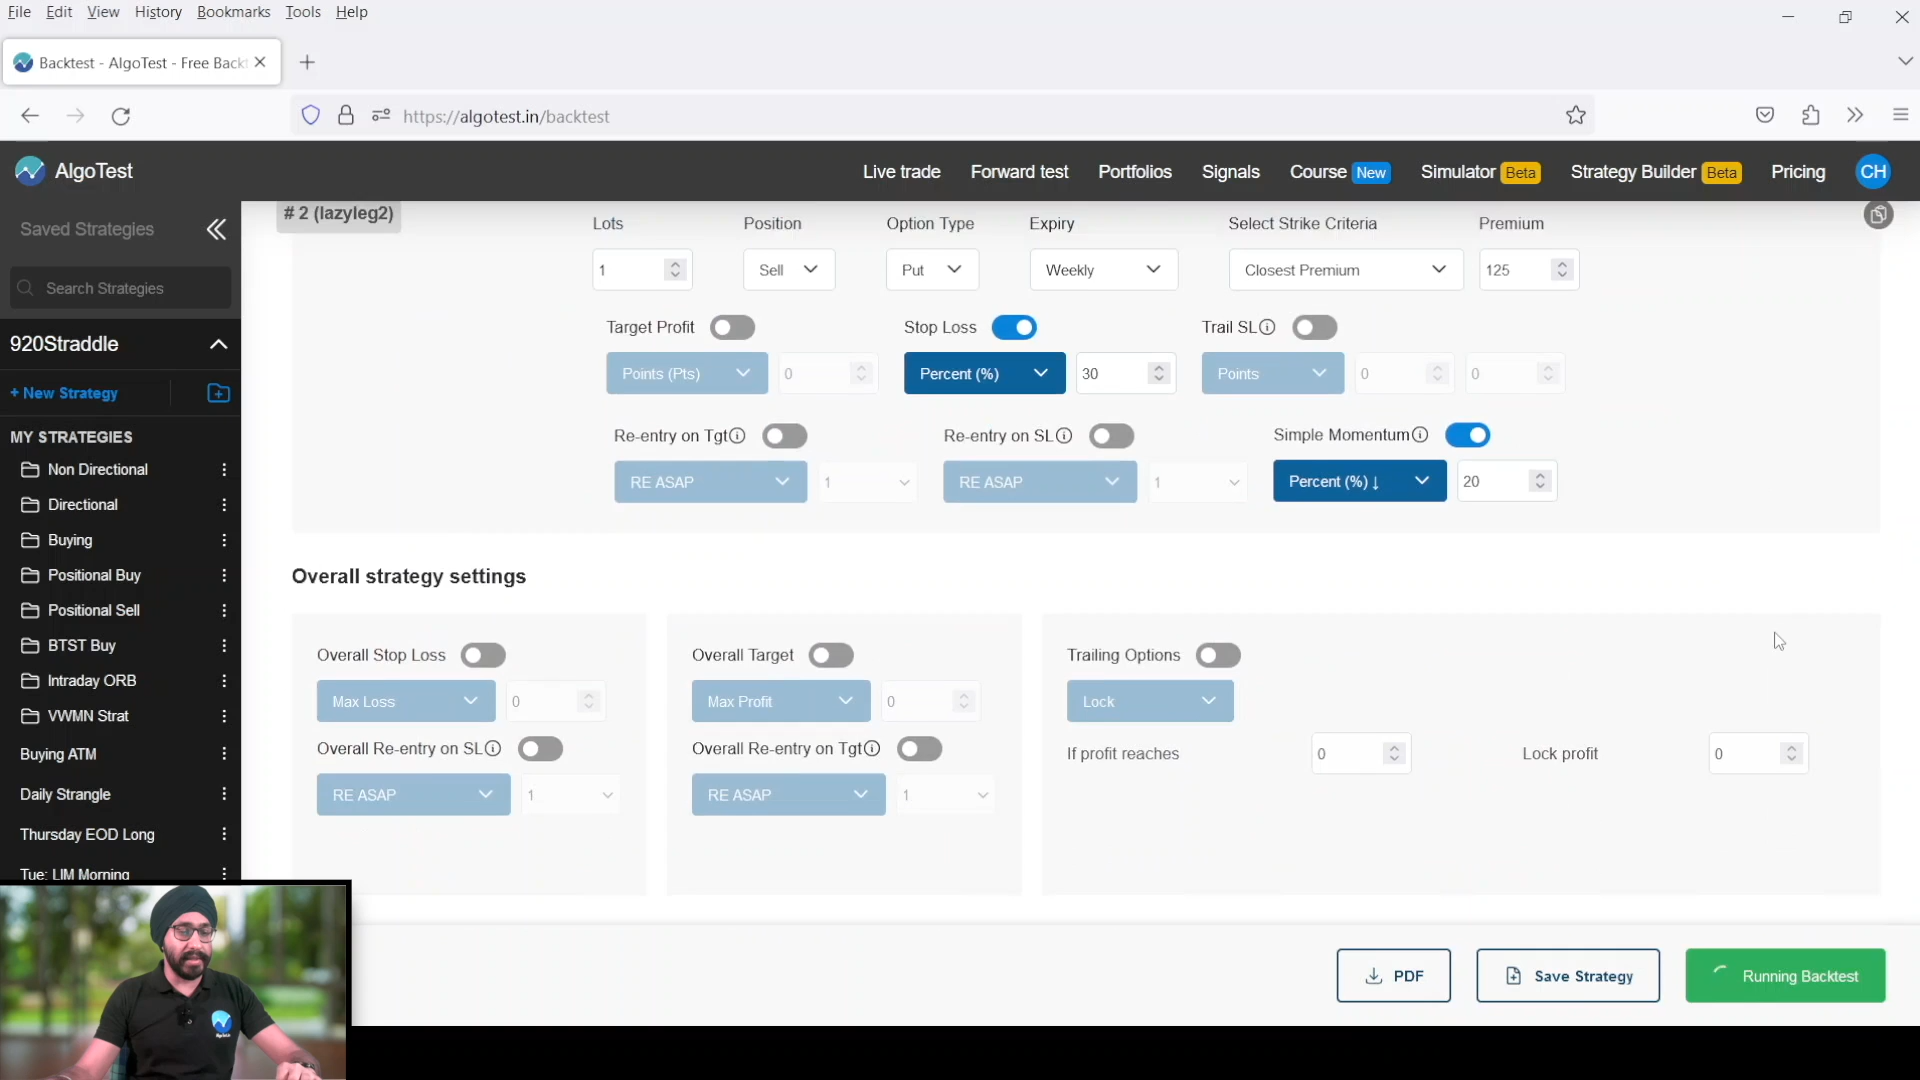 File Edit View History Bookmarks Tools Help
Backtest - AlgoTest - Free Backt
https://algotest.in/backtest
AlgoTest
Live trade Forward test Portfolios Signals Course New Simulator Beta Strategy Builder Beta Pricing CH
Saved Strategies
Search Strategies
920Straddle
+ New Strategy
MY STRATEGIES
Non Directional
Directional
Buying
Positional Buy
Positional Sell
BTST Buy
Intraday ORB
VWMN Strat
Buying ATM
Daily Strangle
Thursday EOD Long
Tue: LIM Morning
# 2 (lazyleg2)
Lots Position Option Type Expiry Select Strike Criteria Premium
1 Sell Put Weekly Closest Premium 125
Target Profit Stop Loss Trail SL
Points (Pts) 0 Percent (%) 30 Points 0 0
Re-entry on Tgt Re-entry on SL Simple Momentum
RE ASAP 1 RE ASAP 1 Percent (%) ↓ 20
Overall strategy settings
Overall Stop Loss Overall Target Trailing Options
Max Loss 0 Max Profit 0 Lock
Overall Re-entry on SL Overall Re-entry on Tgt If profit reaches 0 Lock profit 0
RE ASAP 1 RE ASAP 1
PDF Save Strategy Running Backtest